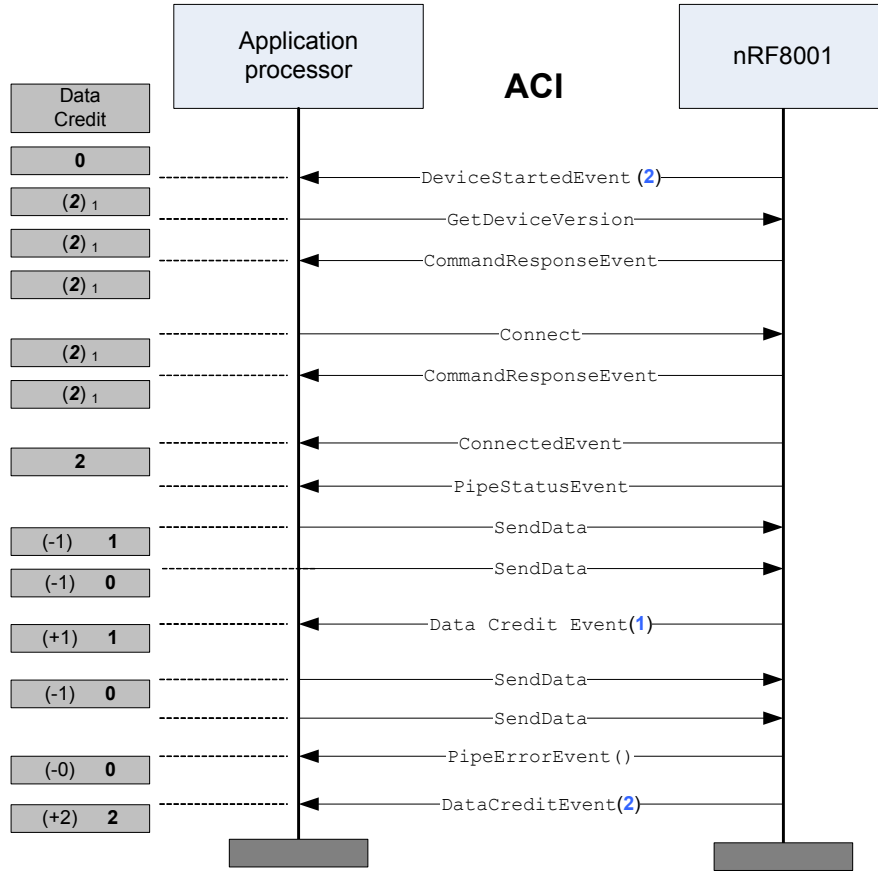 Application
processor
ACI
nRF8001
Data
Credit
0
DeviceStartedEvent (2)
(2) 1
GetDeviceVersion
(2) 1
CommandResponseEvent
(2) 1
Connect
(2) 1
CommandResponseEvent
(2) 1
ConnectedEvent
2
PipeStatusEvent
SendData
(-1) 1
SendData
(-1) 0
Data Credit Event(1)
(+1) 1
SendData
(-1) 0
SendData
PipeErrorEvent()
(-0) 0
DataCreditEvent(2)
(+2) 2